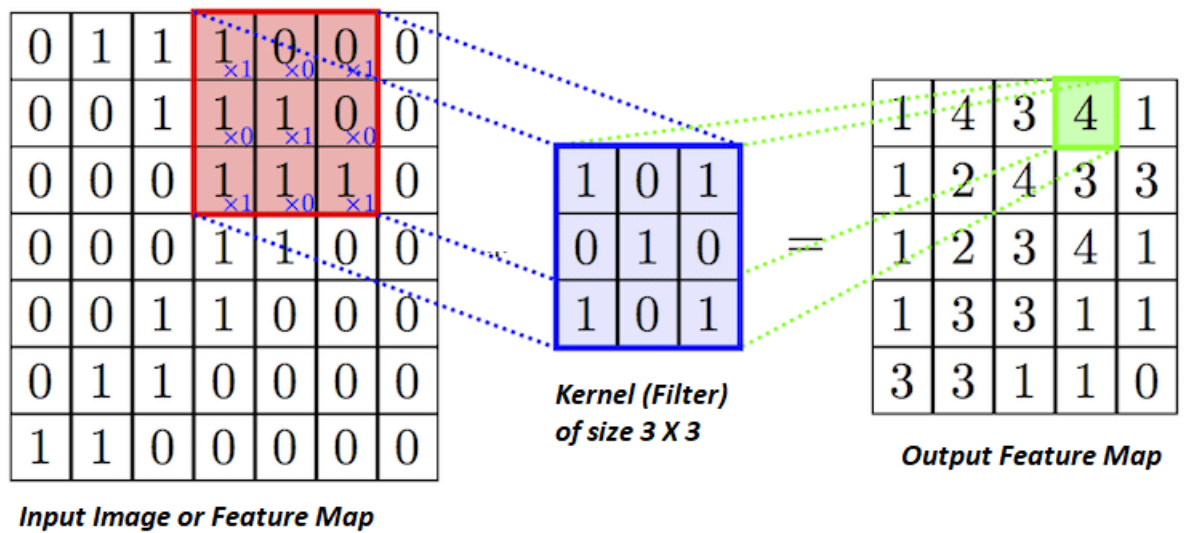 0 1 1 1 0 0 0
×1 ×0 ×1
0 0 1 1 1 0 0
×0 ×1 ×0
0 0 0 1 1 1 0
×1 ×0 ×1
0 0 0 1 1 0 0
0 0 1 1 0 0 0
0 1 1 0 0 0 0
1 1 0 0 0 0 0
Input Image or Feature Map
1 0 1
0 1 0
1 0 1
Kernel (Filter)
of size 3 X 3
=
1 4 3 4 1
1 2 4 3 3
1 2 3 4 1
1 3 3 1 1
3 3 1 1 0
Output Feature Map